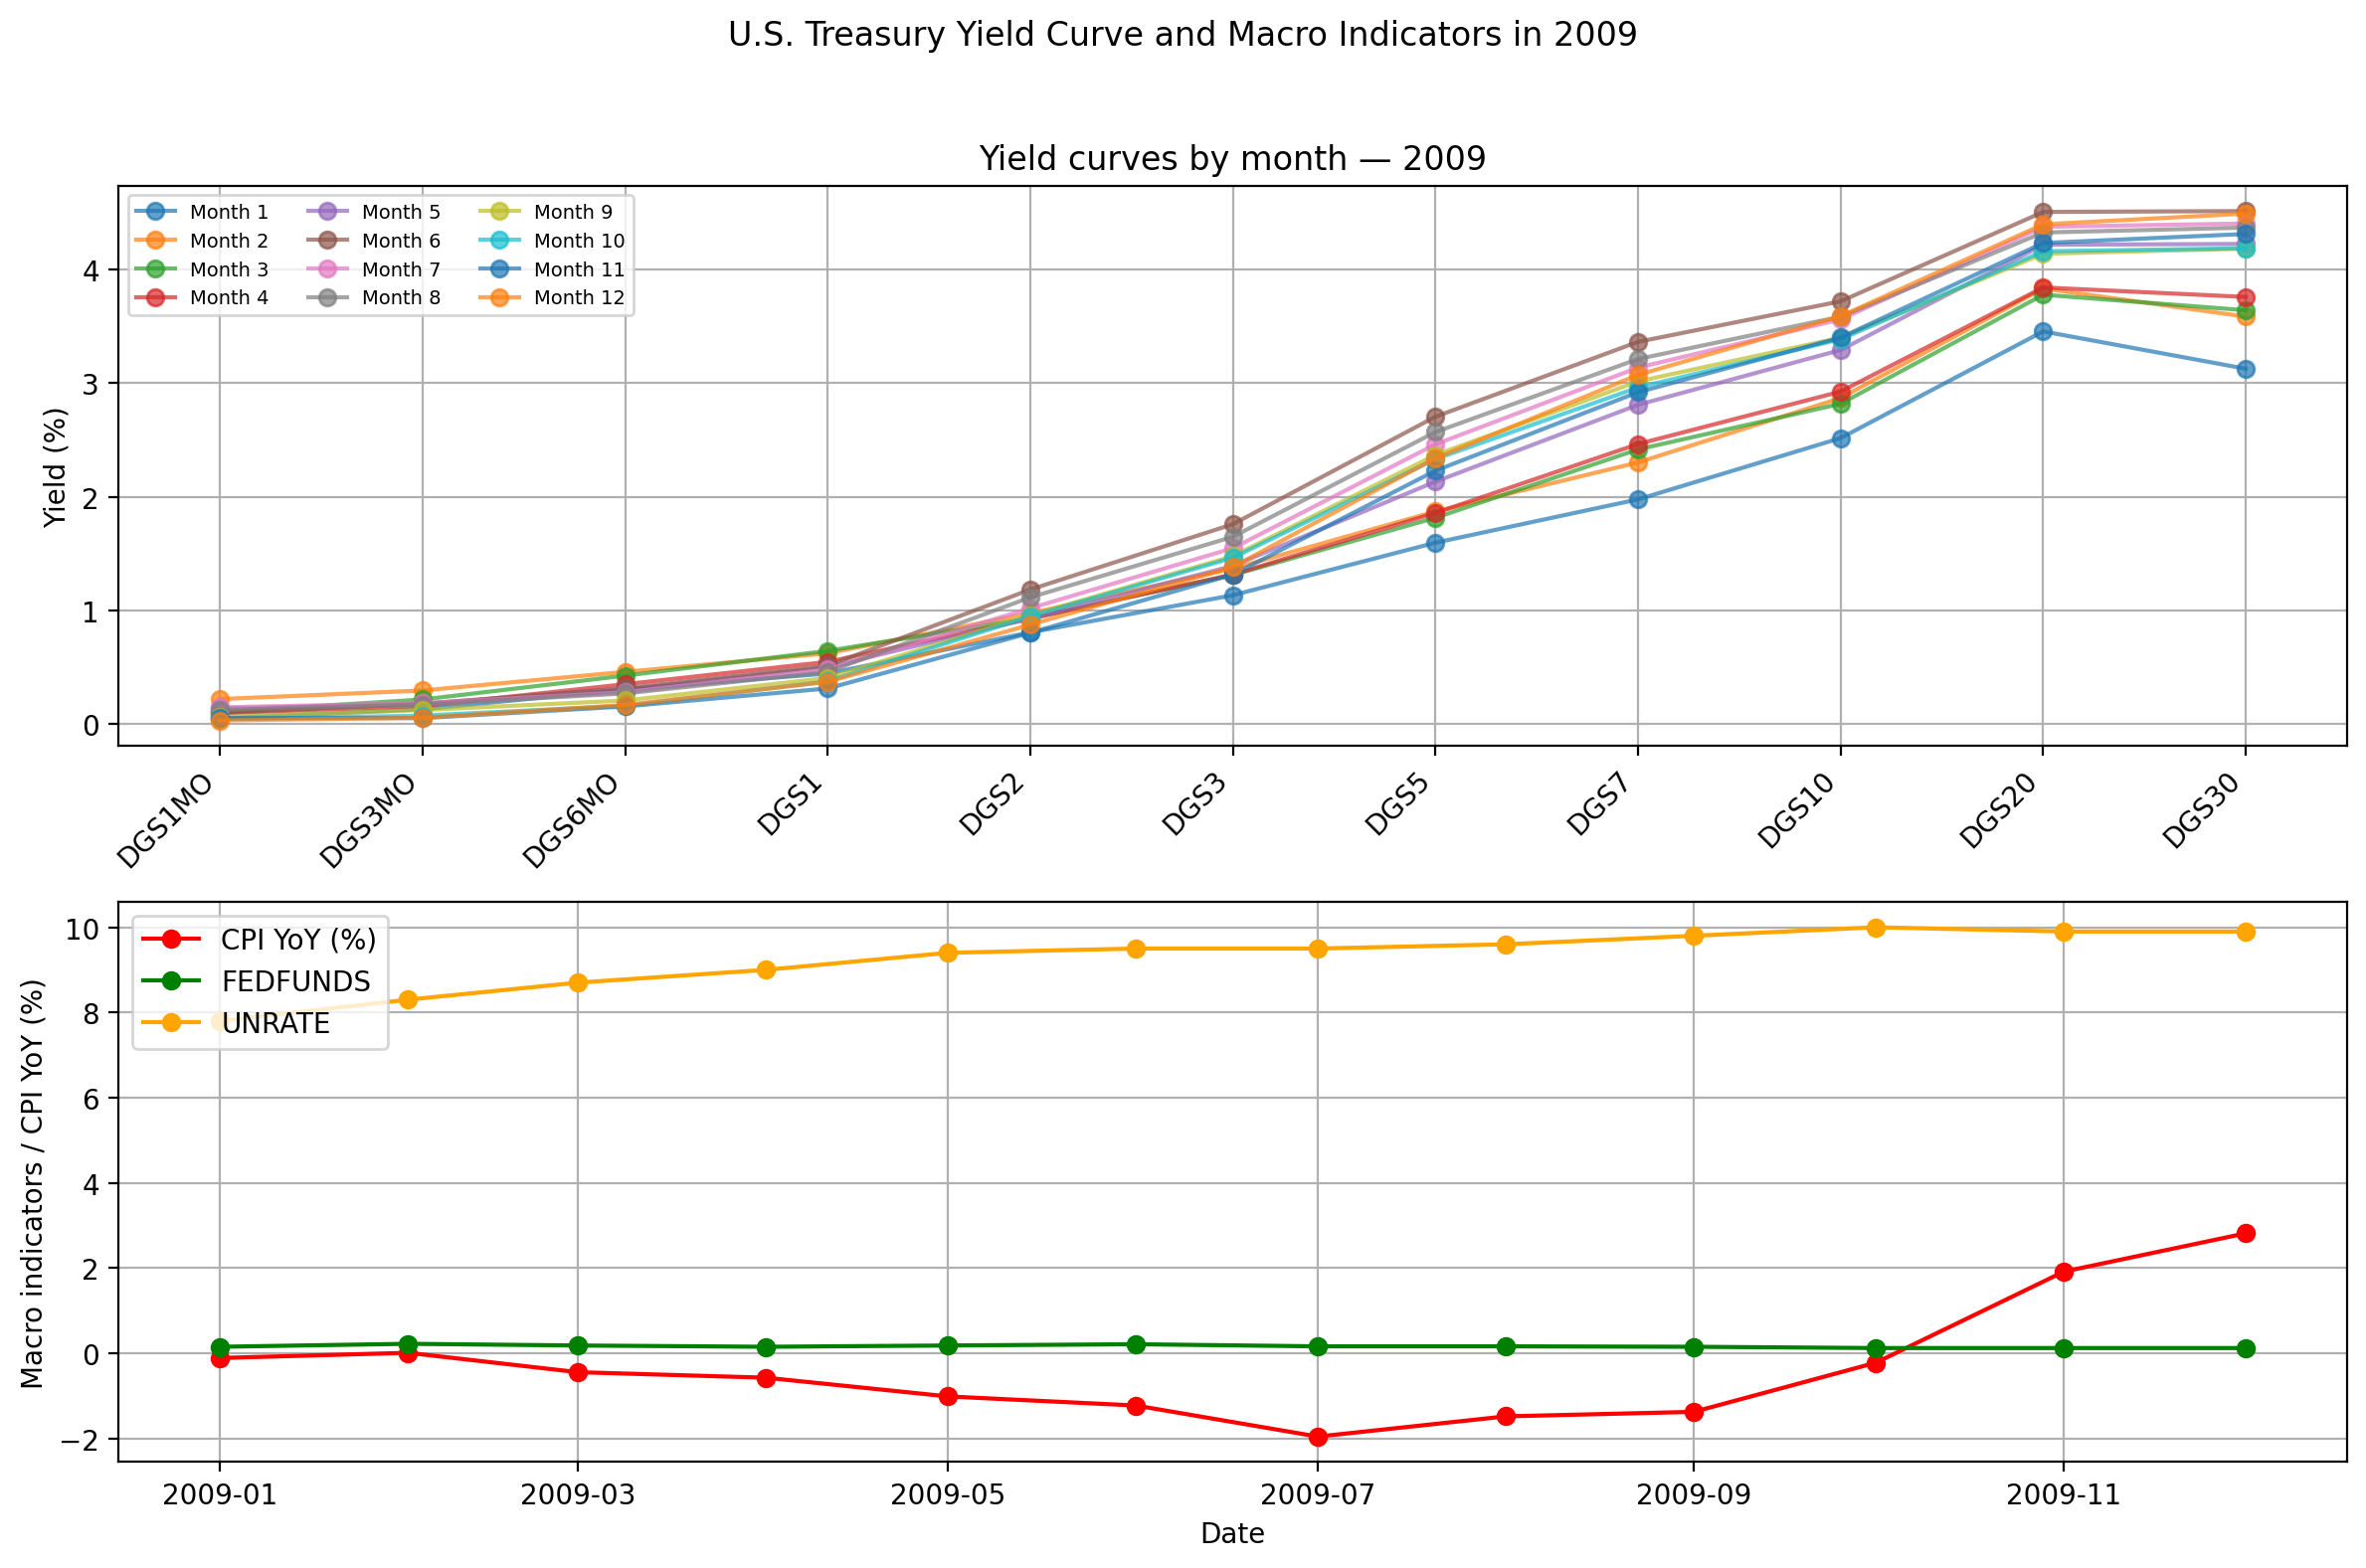 U.S. Treasury Yield Curve and Macro Indicators in 2009
Yield curves by month — 2009
Month 1 Month 5 Month 9
Month 2 Month 6 Month 10
Month 3 Month 7 Month 11
Month 4 Month 8 Month 12
Yield (%)
4
3
2
1
0
DGS1MO DGS3MO DGS6MO DGS1 DGS2 DGS3 DGS5 DGS7 DGS10 DGS20 DGS30
CPI YoY (%)
FEDFUNDS
UNRATE
Macro indicators / CPI YoY (%)
10
8
6
4
2
0
−2
2009-01 2009-03 2009-05 2009-07 2009-09 2009-11
Date